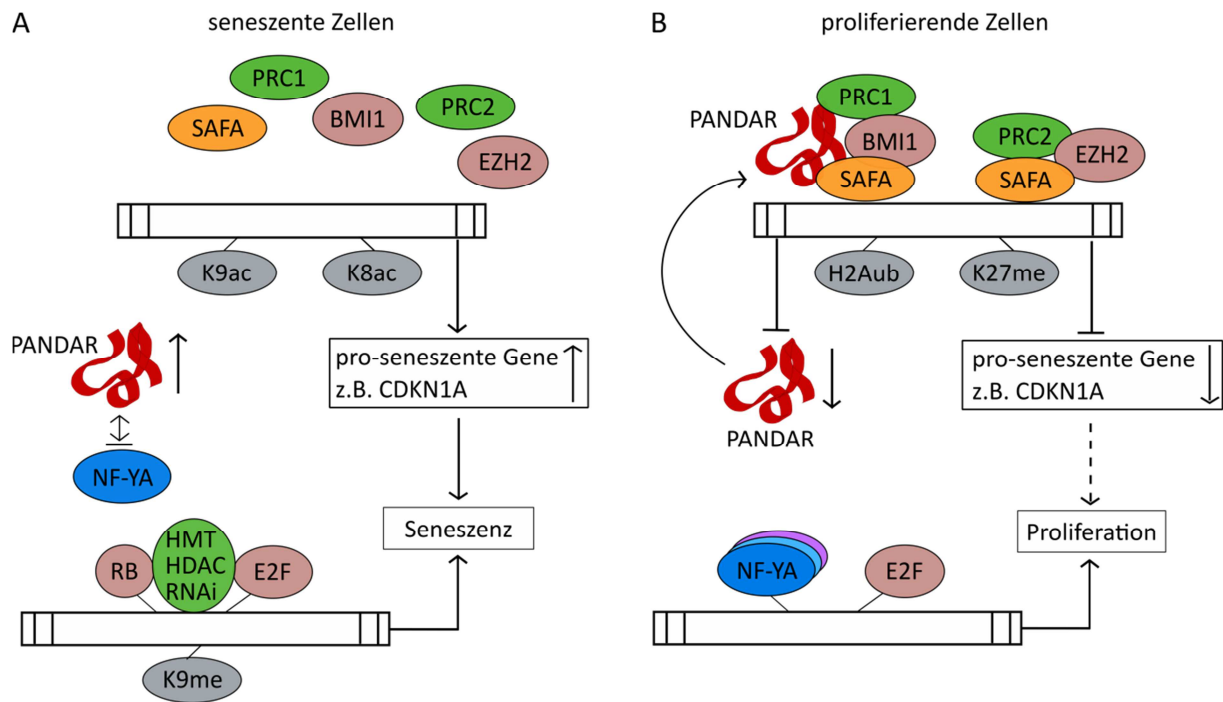 A
seneszente Zellen
PRC1
SAFA
BMI1
PRC2
EZH2
K9ac
K8ac
PANDAR
pro-seneszente Gene
z.B. CDKN1A
NF-YA
Seneszenz
RB
HMT
HDAC
RNAi
E2F
K9me
B
proliferierende Zellen
PRC1
PANDAR
BMI1
SAFA
PRC2
EZH2
SAFA
H2Aub
K27me
PANDAR
pro-seneszente Gene
z.B. CDKN1A
Proliferation
NF-YA
E2F